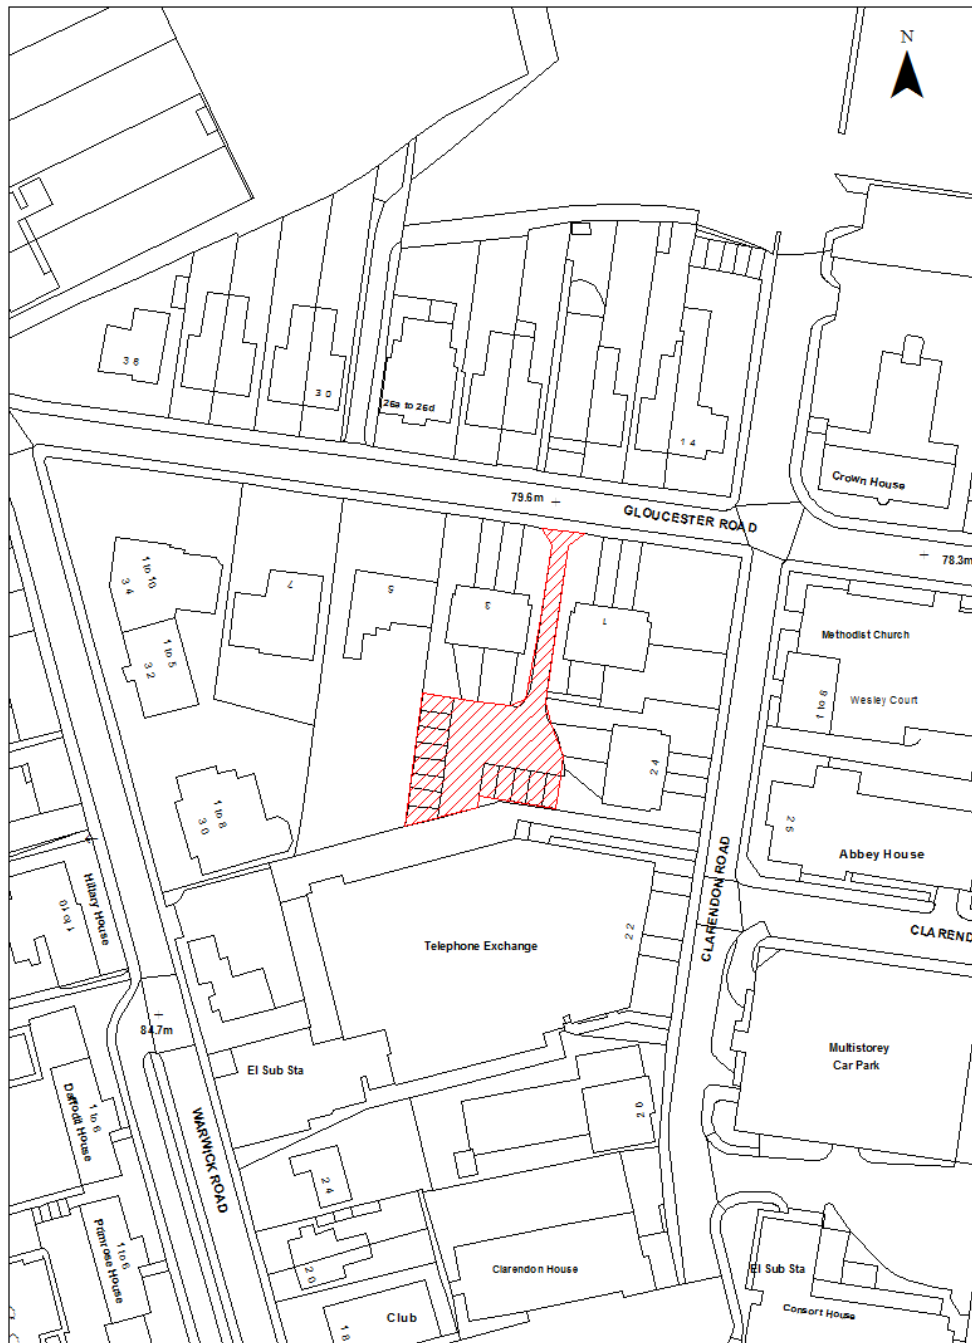 N
36
30
26a to 26d
14
Crown House
79.6m
GLOUCESTER ROAD
78.3m
1 to 10
34
7
5
3
1
Methodist Church
1 to 5
32
Wesley Court
1 to 6
24
1 to 8
30
25
Abbey House
Hillary House
1 to 10
CLARENDON ROAD
22
CLAREND
Telephone Exchange
84.7m
El Sub Sta
Multistorey
Car Park
Daffodil House
1 to 6
WARWICK ROAD
20
24
Primrose House
1 to 6
20
Clarendon House
El Sub Sta
Consort House
Club
18